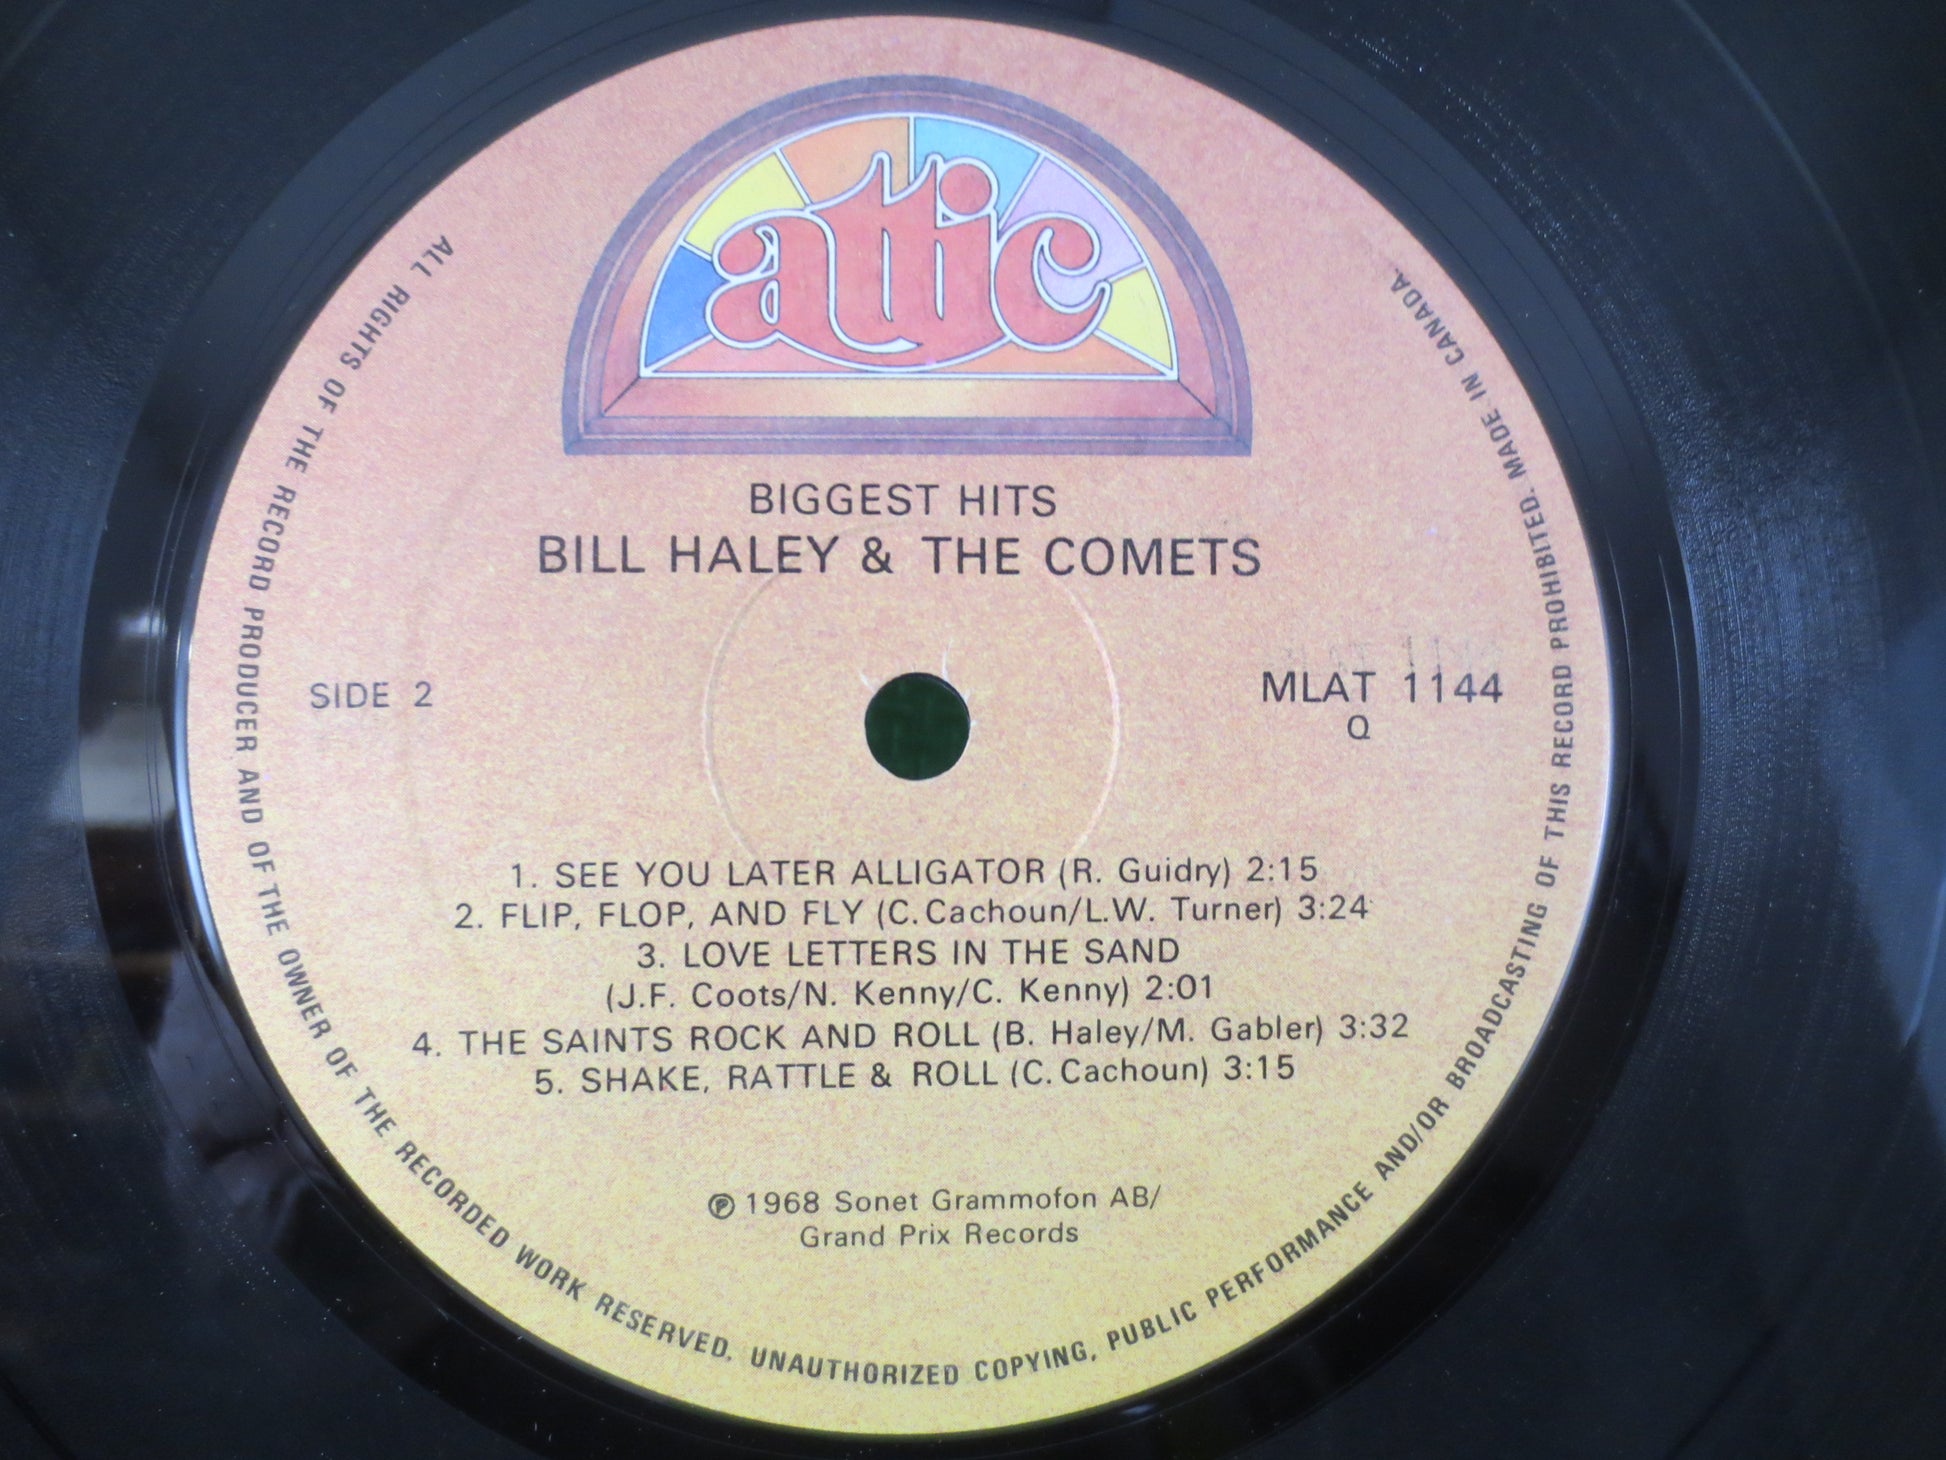 attic
BIGGEST HITS
BILL HALEY & THE COMETS
SIDE 2
MLAT 1144
Q
1. SEE YOU LATER ALLIGATOR (R. Guidry) 2:15
2. FLIP, FLOP, AND FLY (C. Cachoun/L.W. Turner) 3:24
3. LOVE LETTERS IN THE SAND
(J.F. Coots/N. Kenny/C. Kenny) 2:01
4. THE SAINTS ROCK AND ROLL (B. Haley/M. Gabler) 3:32
5. SHAKE, RATTLE & ROLL (C. Cachoun) 3:15
℗ 1968 Sonet Grammofon AB/
Grand Prix Records
ALL RIGHTS OF THE RECORD PRODUCER AND OF THE OWNER OF THE RECORDED WORK RESERVED. UNAUTHORIZED COPYING, PUBLIC PERFORMANCE AND/OR BROADCASTING OF THIS RECORD PROHIBITED. MADE IN CANADA.